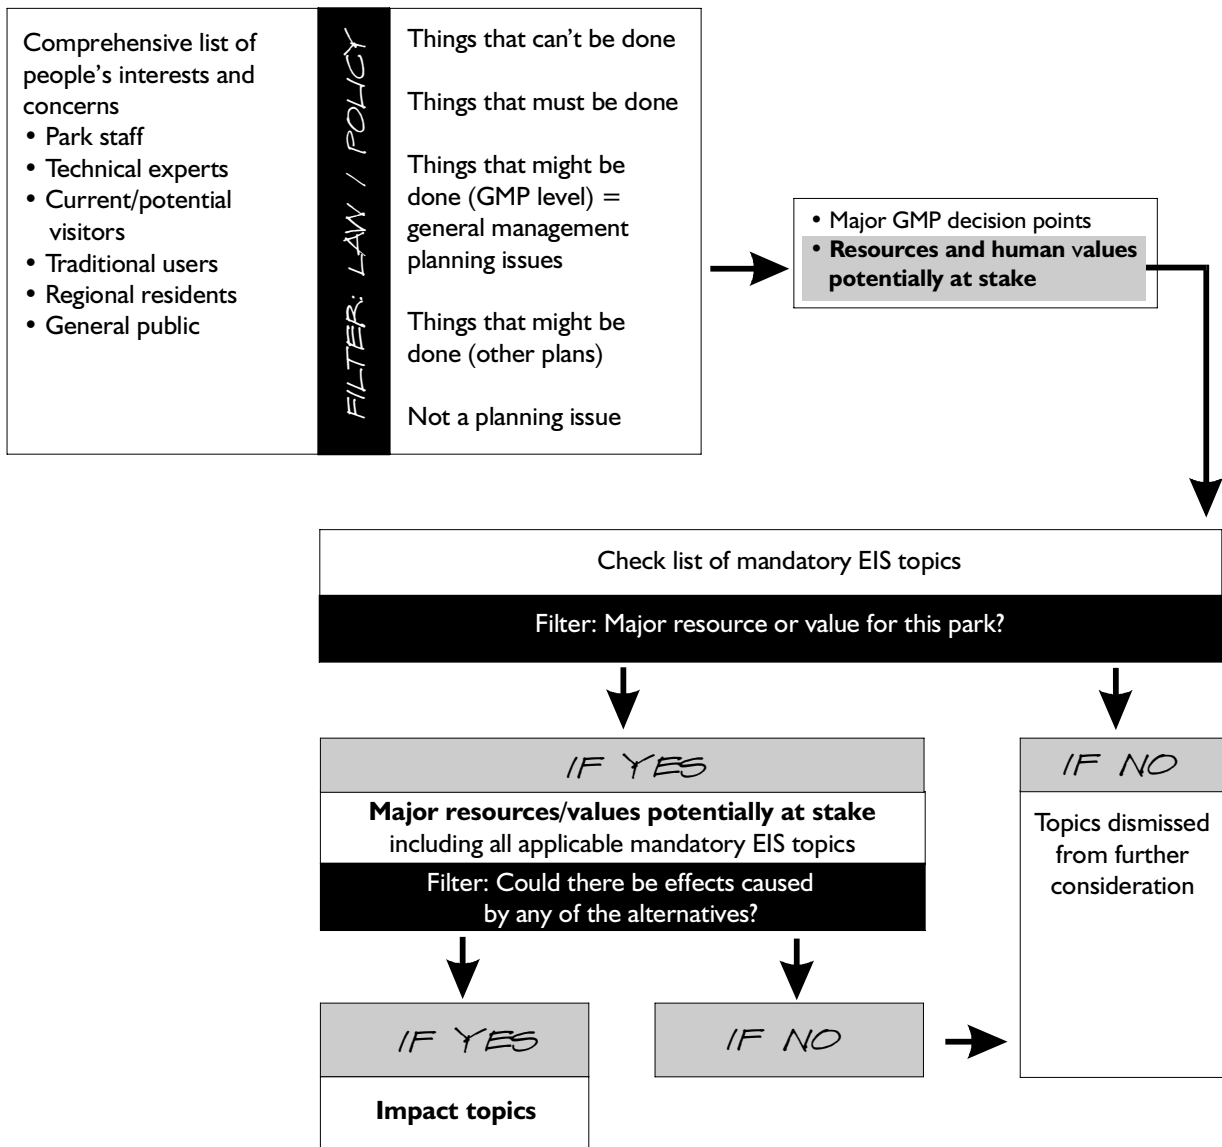 Comprehensive list of
people's interests and
concerns
• Park staff
• Technical experts
• Current/potential
visitors
• Traditional users
• Regional residents
• General public
FILTER: LAW / POLICY
Things that can't be done
Things that must be done
Things that might be
done (GMP level) =
general management
planning issues
Things that might be
done (other plans)
Not a planning issue
• Major GMP decision points
• Resources and human values
potentially at stake
Check list of mandatory EIS topics
Filter: Major resource or value for this park?
IF YES
Major resources/values potentially at stake
including all applicable mandatory EIS topics
Filter: Could there be effects caused
by any of the alternatives?
IF NO
Topics dismissed
from further
consideration
IF YES
Impact topics
IF NO